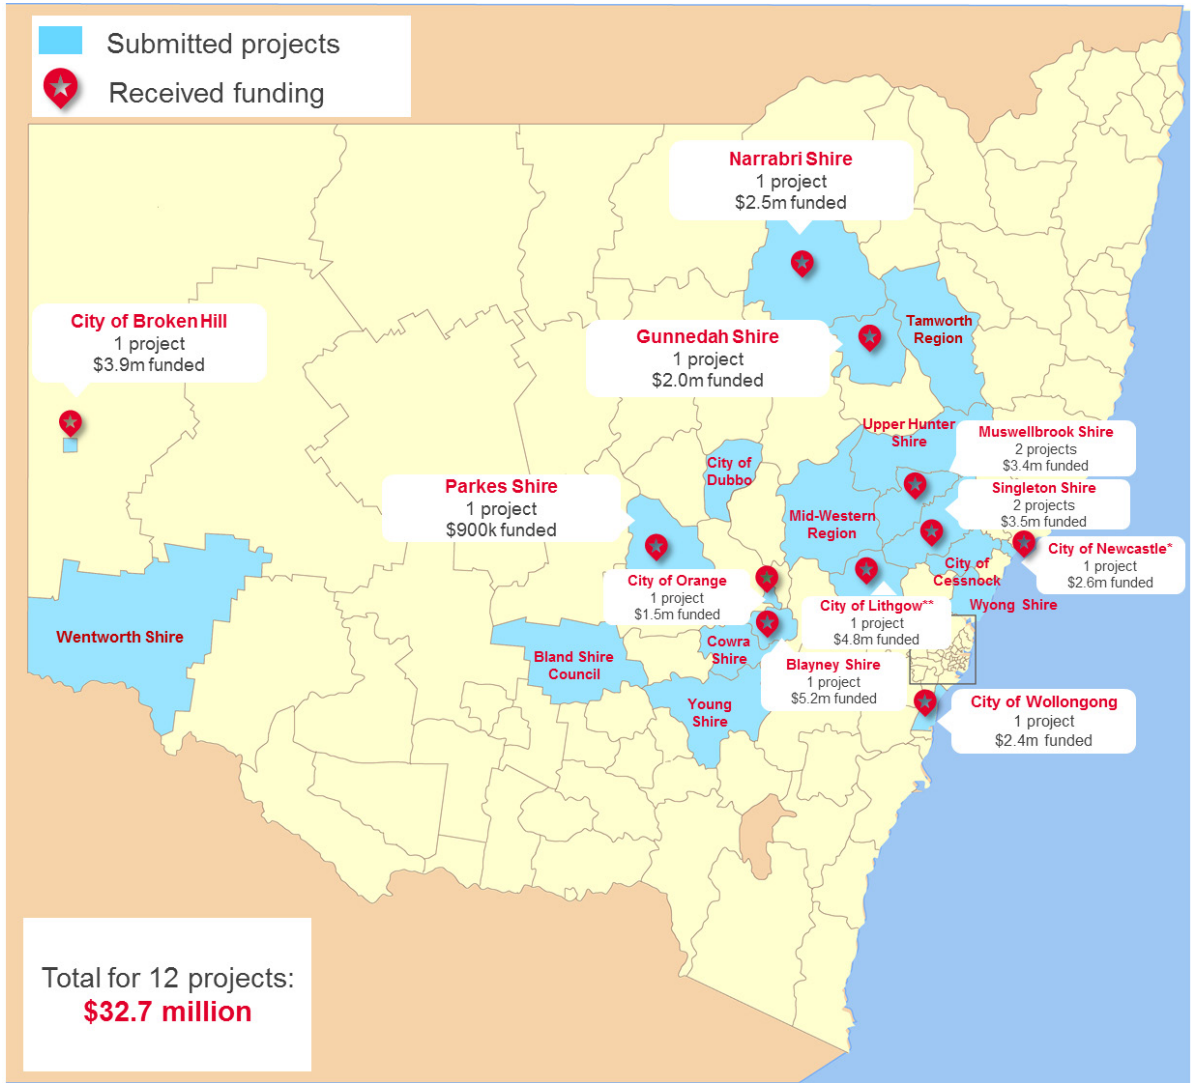 Submitted projects
Received funding
Narrabri Shire
1 project
$2.5m funded
City of Broken Hill
1 project
$3.9m funded
Gunnedah Shire
1 project
$2.0m funded
Tamworth
Region
Upper Hunter
Shire
Muswellbrook Shire
2 projects
$3.4m funded
City of
Dubbo
Parkes Shire
1 project
$900k funded
Singleton Shire
2 projects
$3.5m funded
Mid-Western
Region
City of Newcastle*
1 project
$2.6m funded
City of
Cessnock
City of Orange
1 project
$1.5m funded
City of Lithgow**
1 project
$4.8m funded
Wyong Shire
Wentworth Shire
Bland Shire
Council
Cowra
Shire
Blayney Shire
1 project
$5.2m funded
Young
Shire
City of Wollongong
1 project
$2.4m funded
Total for 12 projects:
$32.7 million